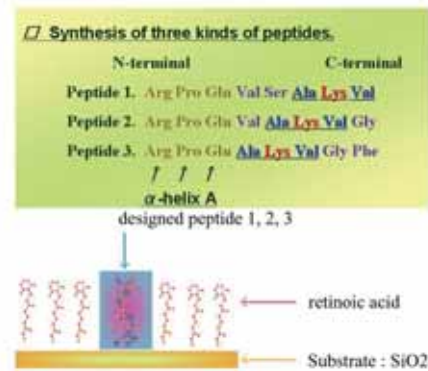 □ Synthesis of three kinds of peptides.
N-terminal C-terminal
Peptide 1. Arg Pro Glu Val Ser Ala Lys Val
Peptide 2. Arg Pro Glu Val Ala Lys Val Gly
Peptide 3. Arg Pro Glu Ala Lys Val Gly Phe
α-helix A
designed peptide 1, 2, 3
retinoic acid
Substrate : SiO2